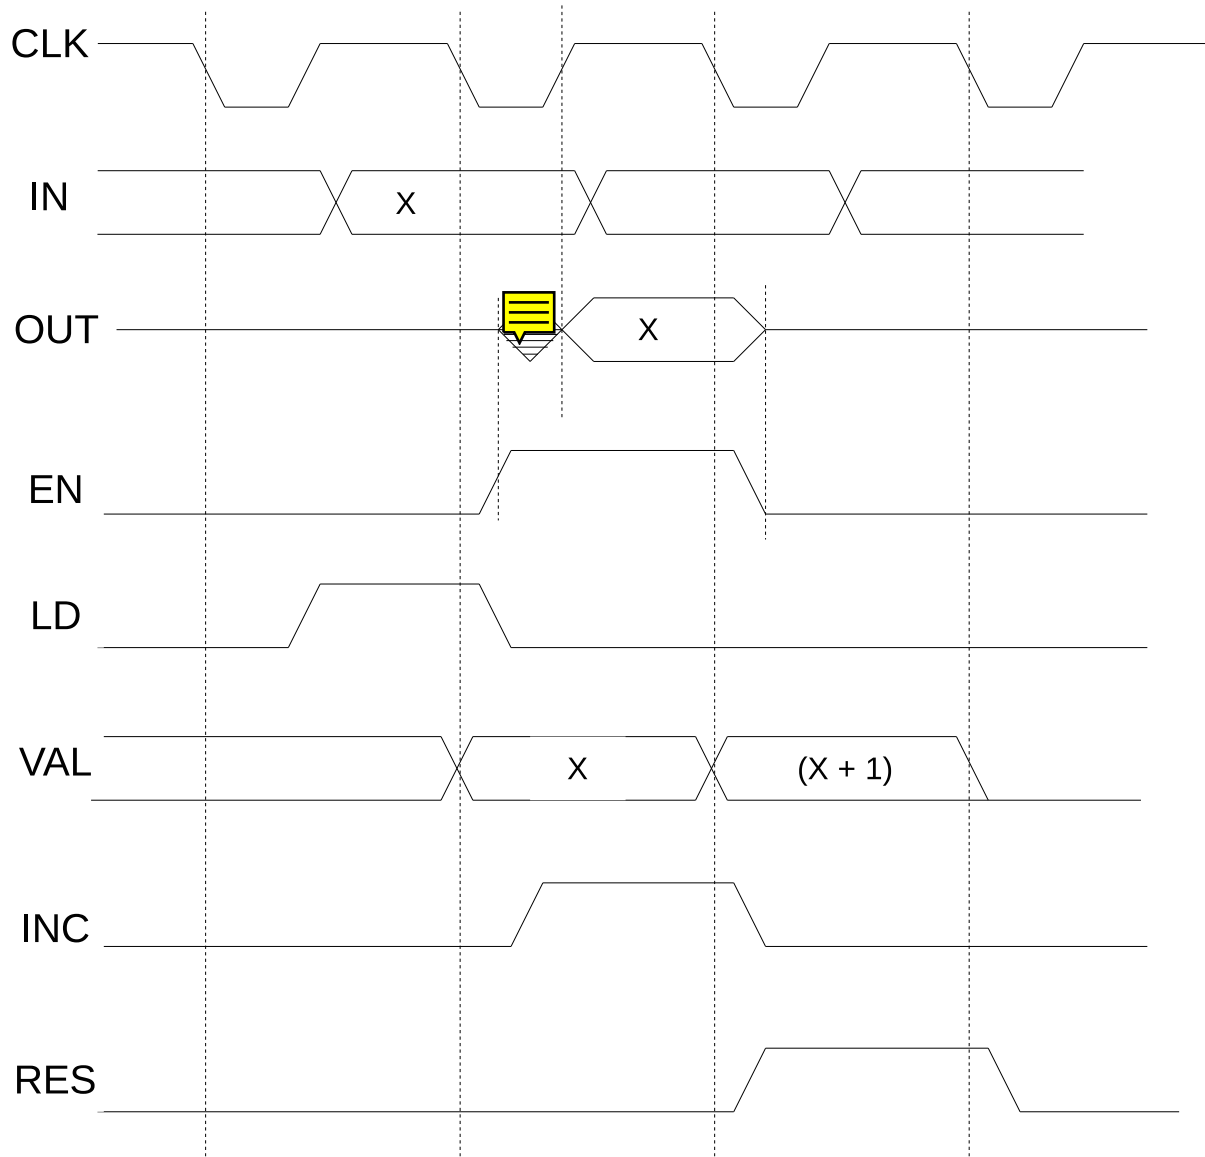 CLK
IN
X
OUT
X
EN
LD
VAL
X
(X + 1)
INC
RES